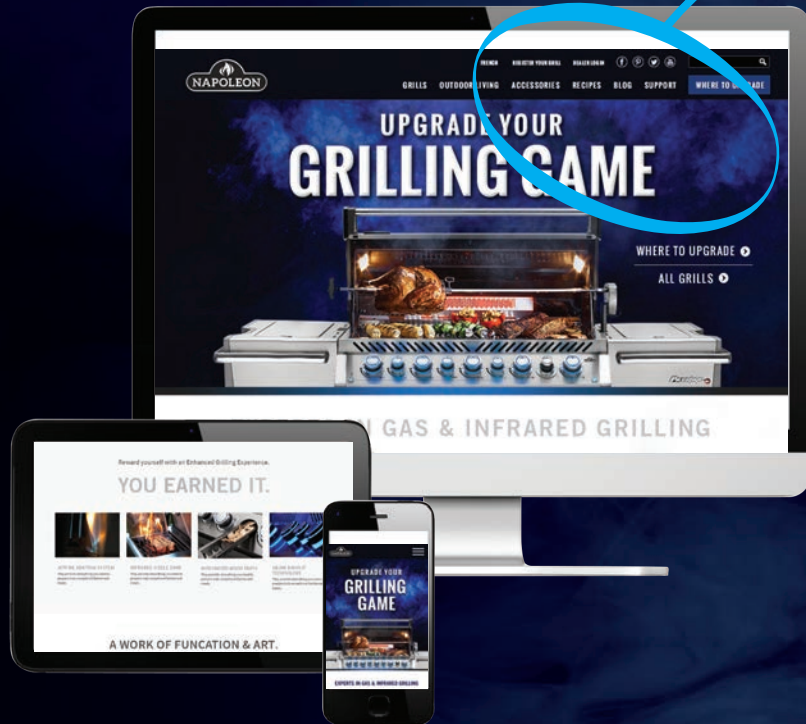 FRENCH REGISTER YOUR GRILL DEALER LOGIN
NAPOLEON
GRILLS OUTDOOR LIVING ACCESSORIES RECIPES BLOG SUPPORT WHERE TO UPGRADE
UPGRADE YOUR
GRILLING GAME
WHERE TO UPGRADE
ALL GRILLS
GAS & INFRARED GRILLING
Reward yourself with an Enhanced Grilling Experience.
YOU EARNED IT.
A WORK OF FUNCATION & ART.
NAPOLEON
UPGRADE YOUR
GRILLING
GAME
EXPERTS IN GAS & INFRARED GRILLING